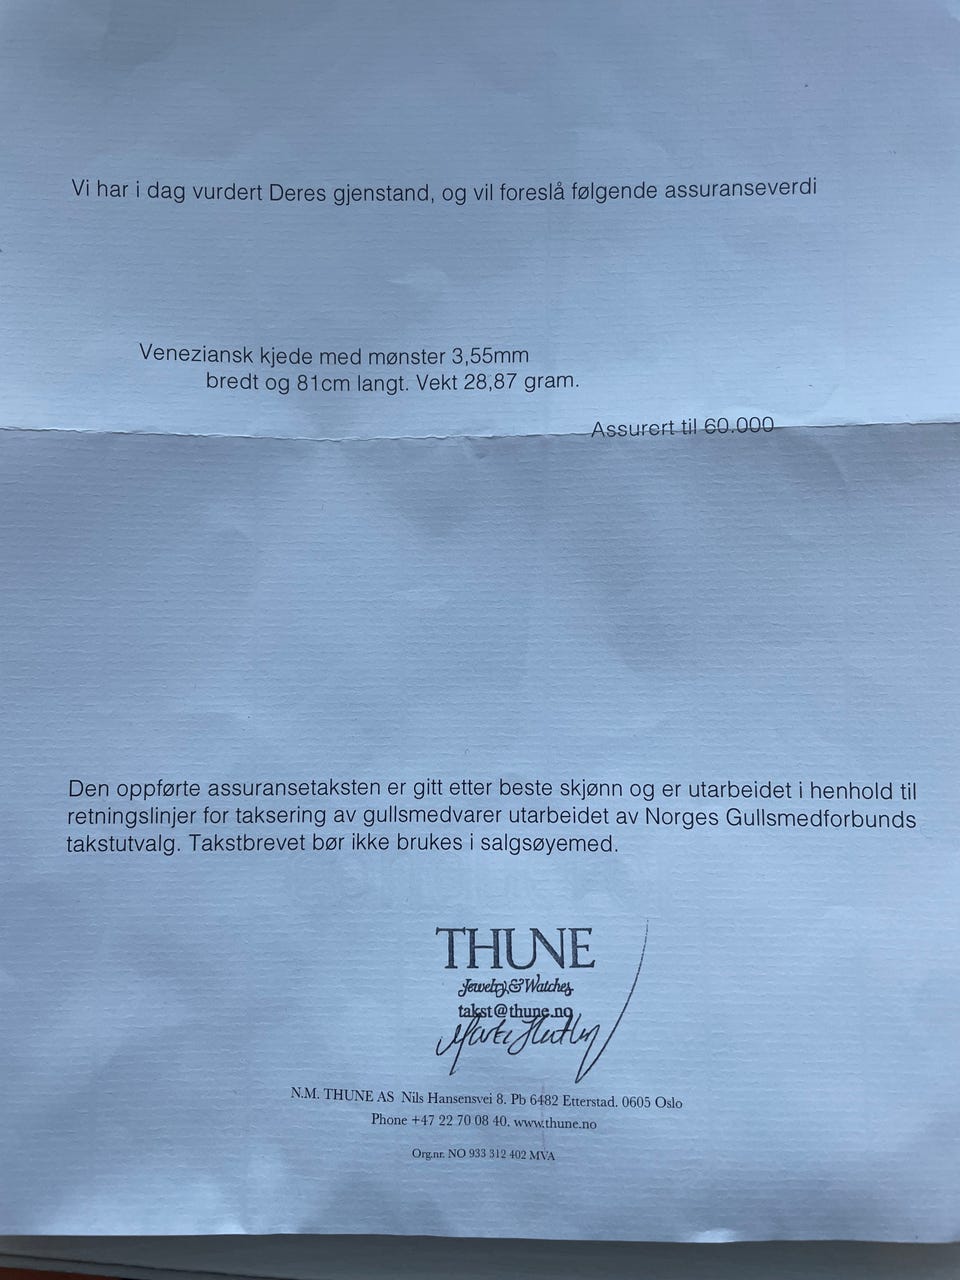 Vi har i dag vurdert Deres gjenstand, og vil foreslå følgende assuranseverdi
Veneziansk kjede med mønster 3,55mm
bredt og 81cm langt. Vekt 28,87 gram.
Assurert til 60.000
Den oppførte assuransetaksten er gitt etter beste skjønn og er utarbeidet i henhold til
retningslinjer for taksering av gullsmedvarer utarbeidet av Norges Gullsmedforbunds
takstutvalg. Takstbrevet bør ikke brukes i salgsøyemed.
THUNE
Jewelry & Watches
takst@thune.no
N.M. THUNE AS Nils Hansensvei 8. Pb 6482 Etterstad. 0605 Oslo
Phone +47 22 70 08 40. www.thune.no
Org.nr. NO 933 312 402 MVA